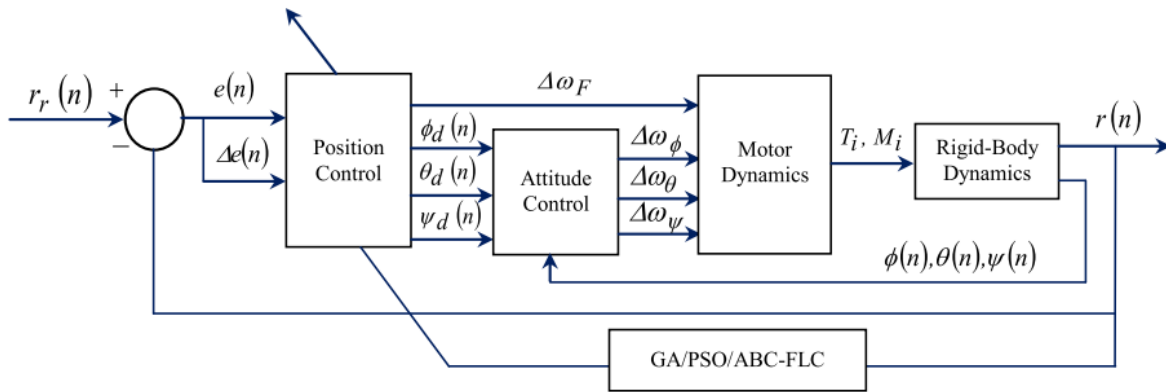 r_r (n)
+
−
e(n)
Δe(n)
Position
Control
Δω_F
ϕ_d (n)
θ_d (n)
ψ_d (n)
Attitude
Control
Δω_ϕ
Δω_θ
Δω_ψ
Motor
Dynamics
T_i, M_i
Rigid-Body
Dynamics
r(n)
ϕ(n),θ(n),ψ(n)
GA/PSO/ABC-FLC